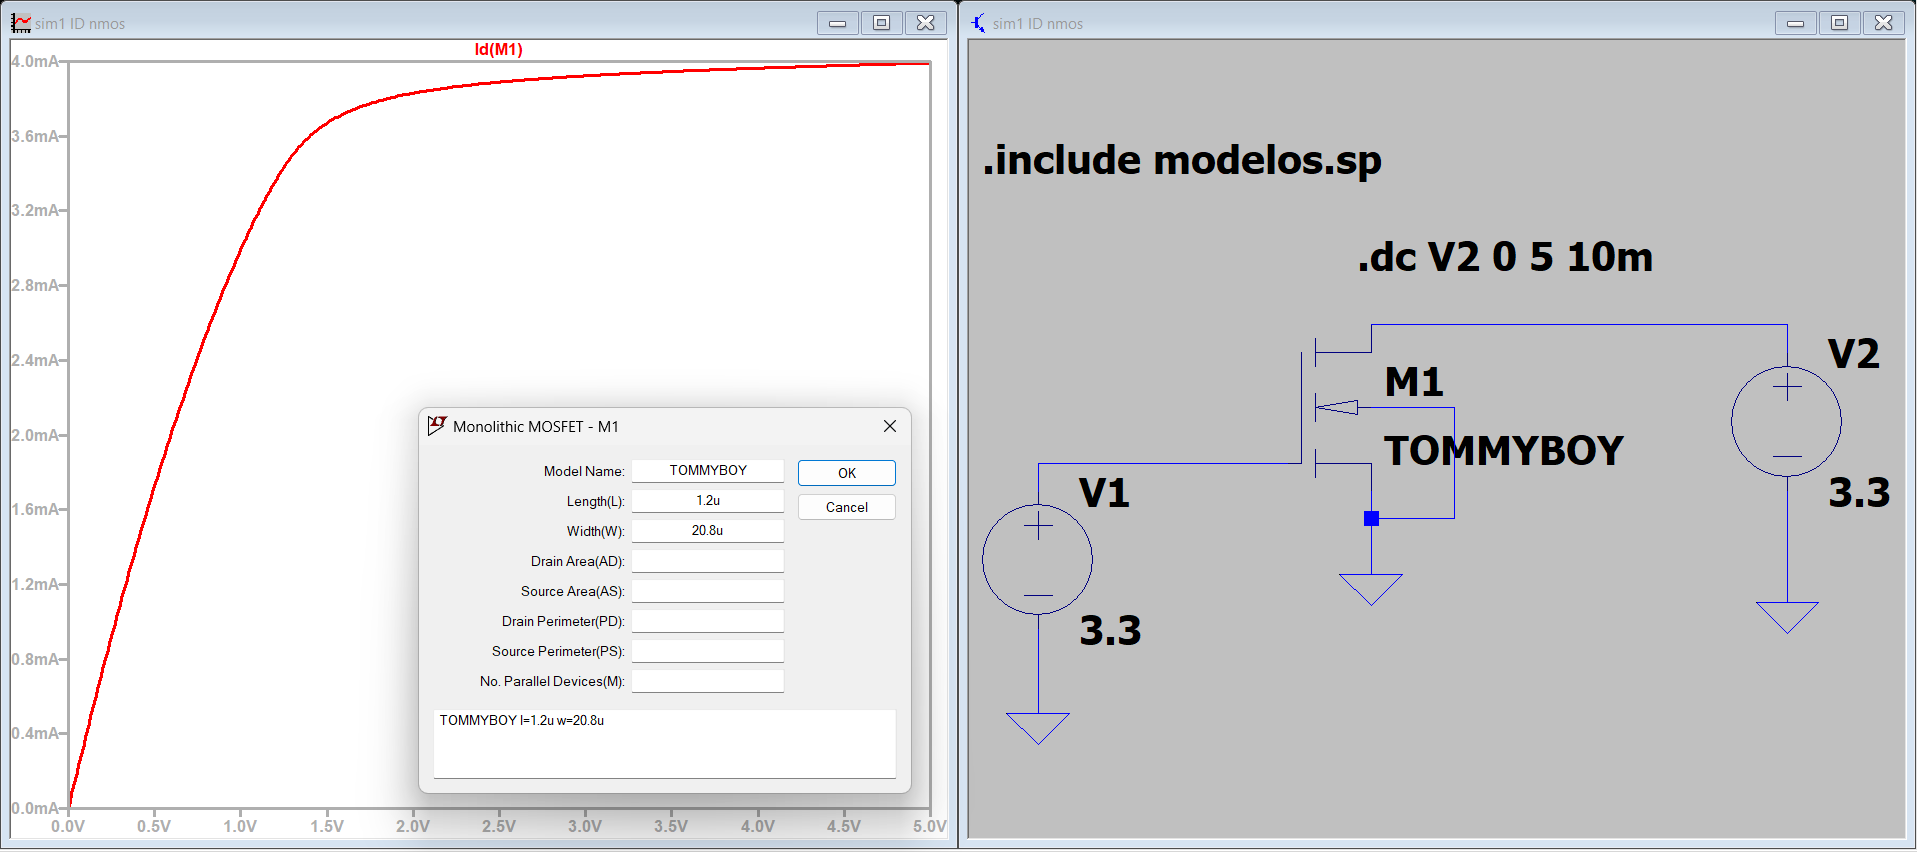 sim1 ID nmos
Id(M1)
4.0mA
3.6mA
3.2mA
2.8mA
2.4mA
2.0mA
1.6mA
1.2mA
0.8mA
0.4mA
0.0mA
0.0V 0.5V 1.0V 1.5V 2.0V 2.5V 3.0V 3.5V 4.0V 4.5V 5.0V
Monolithic MOSFET - M1
Model Name: TOMMYBOY
Length(L): 1.2u
Width(W): 20.8u
Drain Area(AD):
Source Area(AS):
Drain Perimeter(PD):
Source Perimeter(PS):
No. Parallel Devices(M):
OK
Cancel
TOMMYBOY l=1.2u w=20.8u
sim1 ID nmos
.include modelos.sp
.dc V2 0 5 10m
M1
TOMMYBOY
V2
3.3
V1
3.3